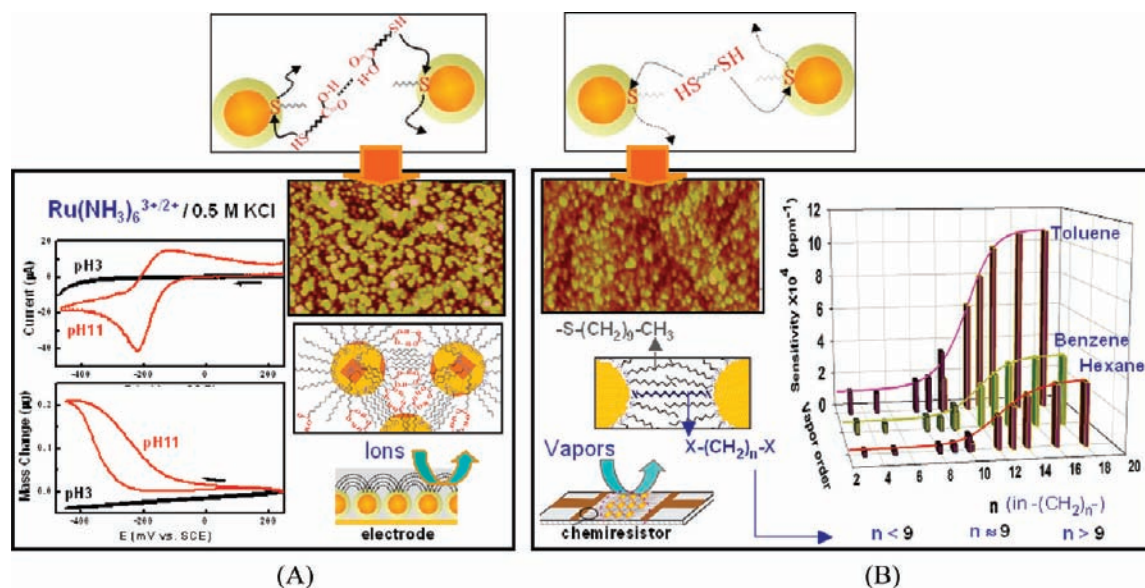 SH
O
H-O
O-H
C=O
S
S
HS
SH
HS
S
S
Ru(NH3)6 3+/2+ / 0.5 M KCl
20
0
-20
-40
Current (µA)
pH3
pH11
-400
-200
0
200
0.2
0.1
0.0
Mass Change (µg)
pH11
pH3
-400
-200
0
200
E (mV vs. SCE)
Ions
electrode
-S-(CH2)9-CH3
X-(CH2)n-X
Vapors
chemiresistor
Sensitivity X10^4 (ppm^-1)
12
10
8
6
4
2
0
Toluene
Benzene
Hexane
Vapor order
2
4
6
8
10
12
14
16
18
20
n (in -(CH2)n-)
n < 9
n ≈ 9
n > 9
(A)
(B)